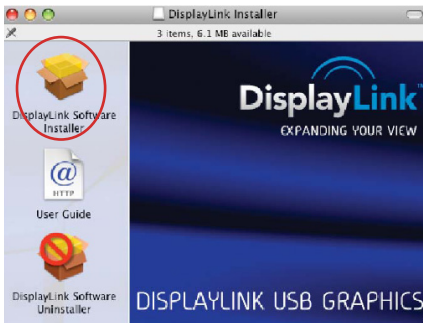 DisplayLink Installer
3 items, 6.1 MB available
DisplayLink Software
Installer
@
HTTP
User Guide
DisplayLink Software
Uninstaller
DisplayLink
EXPANDING YOUR VIEW
DISPLAYLINK USB GRAPHICS